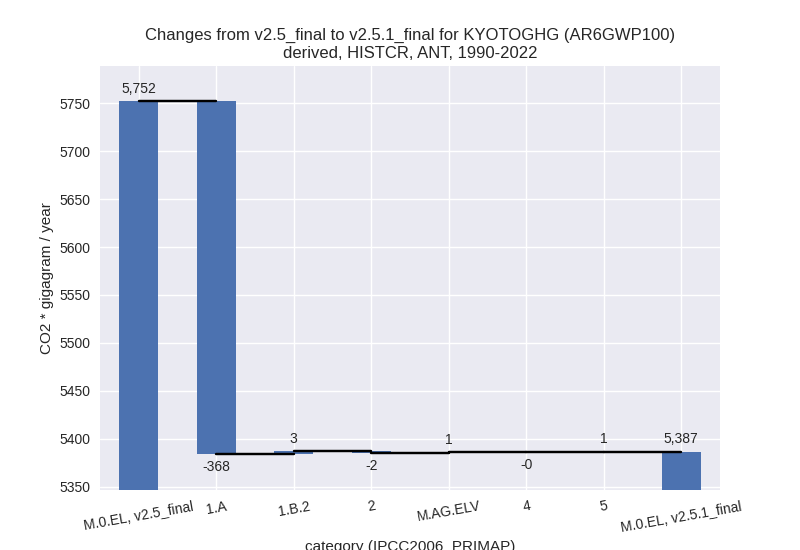 Changes from v2.5_final to v2.5.1_final for KYOTOGHG (AR6GWP100)
derived, HISTCR, ANT, 1990-2022
5,752
5750
5700
5650
5600
5550
5500
5450
5400
5350
CO2 * gigagram / year
-368
3
-2
1
-0
1
5,387
M.0.EL, v2.5_final
1.A
1.B.2
2
M.AG.ELV
4
5
M.0.EL, v2.5.1_final
category (IPCC2006_PRIMAP)